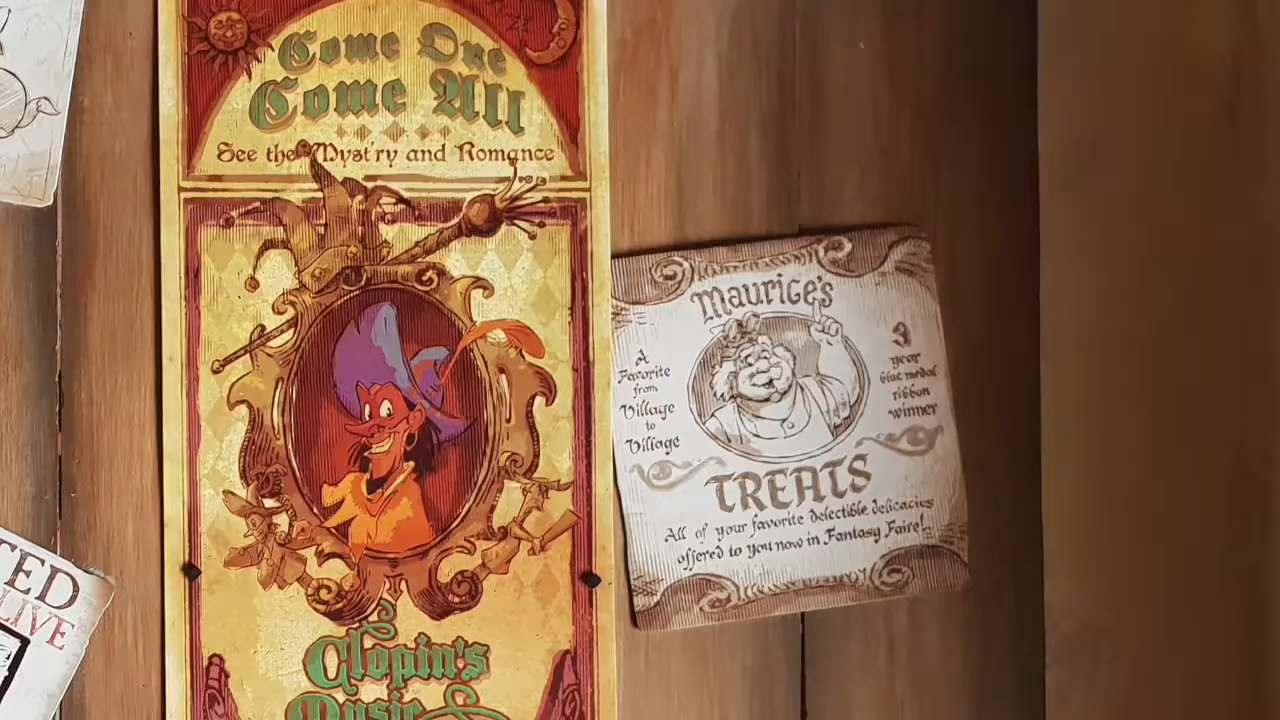 Come One
Come All
See the Myst'ry and Romance
Clopin's
Music
Maurice's
A
Favorite
from
Village
to
Village
3
year
blue medal
ribbon
winner
TREATS
All of your favorite delectible delicacies
offered to you now in Fantasy Faire!
TED
LIVE